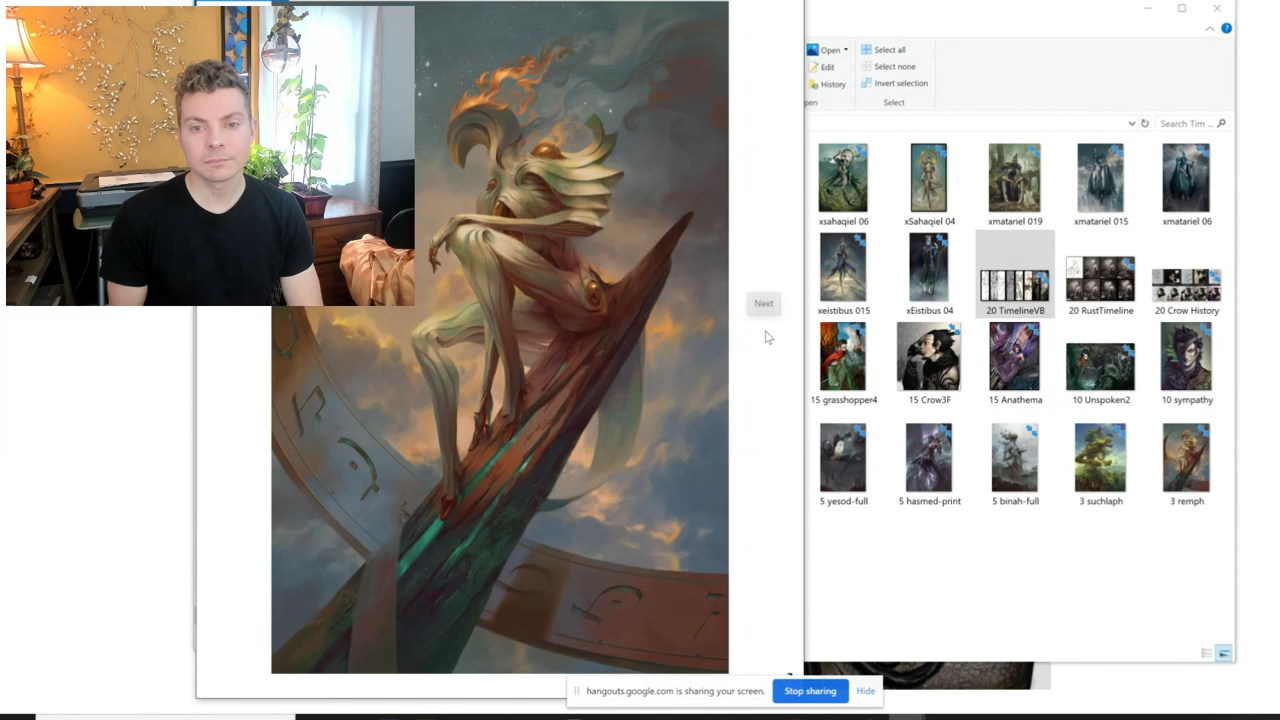 Open
Select all
Edit
Select none
History
Invert selection
pen
Select
Search Tim ...
xsahaqiel 06
xSahaqiel 04
xmatariel 019
xmatariel 015
xmatariel 06
xeistibus 015
xEistibus 04
20 TimelineVB
20 RustTimeline
20 Crow History
15 grasshopper4
15 Crow3F
15 Anathema
10 Unspoken2
10 sympathy
5 yesod-full
5 hasmed-print
5 binah-full
3 suchlaph
3 remph
Next
hangouts.google.com is sharing your screen.
Stop sharing
Hide